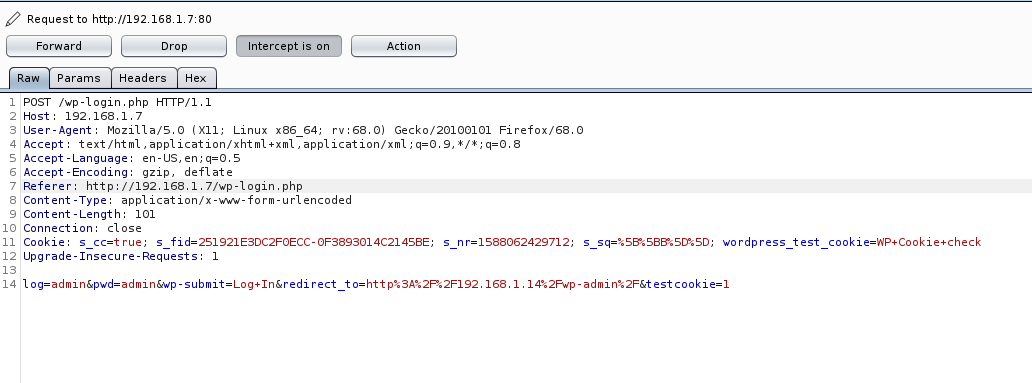 Request to http://192.168.1.7:80
Forward Drop Intercept is on Action
Raw Params Headers Hex
1 POST /wp-login.php HTTP/1.1
2 Host: 192.168.1.7
3 User-Agent: Mozilla/5.0 (X11; Linux x86_64; rv:68.0) Gecko/20100101 Firefox/68.0
4 Accept: text/html,application/xhtml+xml,application/xml;q=0.9,*/*;q=0.8
5 Accept-Language: en-US,en;q=0.5
6 Accept-Encoding: gzip, deflate
7 Referer: http://192.168.1.7/wp-login.php
8 Content-Type: application/x-www-form-urlencoded
9 Content-Length: 101
10 Connection: close
11 Cookie: s_cc=true; s_fid=251921E3DC2F0ECC-0F3893014C2145BE; s_nr=1588062429712; s_sq=%5B%5BB%5D%5D; wordpress_test_cookie=WP+Cookie+check
12 Upgrade-Insecure-Requests: 1
13
14 log=admin&pwd=admin&wp-submit=Log+In&redirect_to=http%3A%2F%2F192.168.1.14%2Fwp-admin%2F&testcookie=1